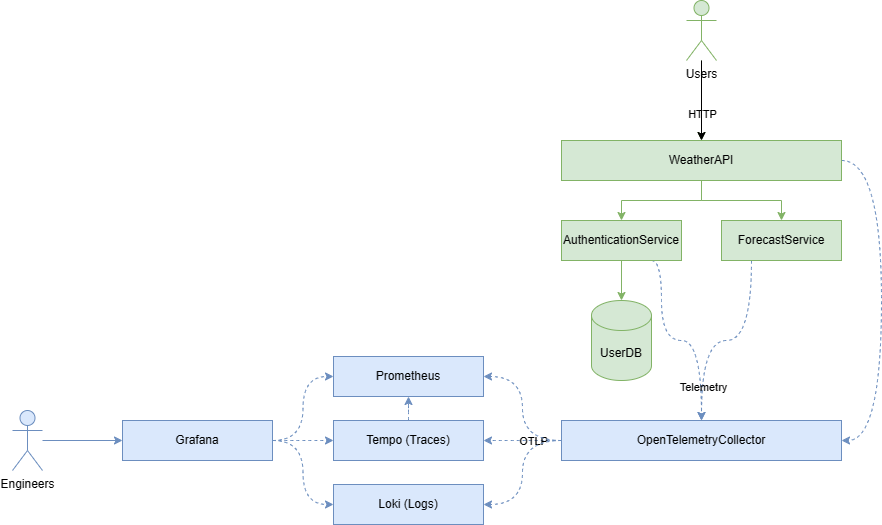 Users
HTTP
WeatherAPI
AuthenticationService
ForecastService
UserDB
Prometheus
Telemetry
Engineers
Grafana
Tempo (Traces)
OTLP
OpenTelemetryCollector
Loki (Logs)